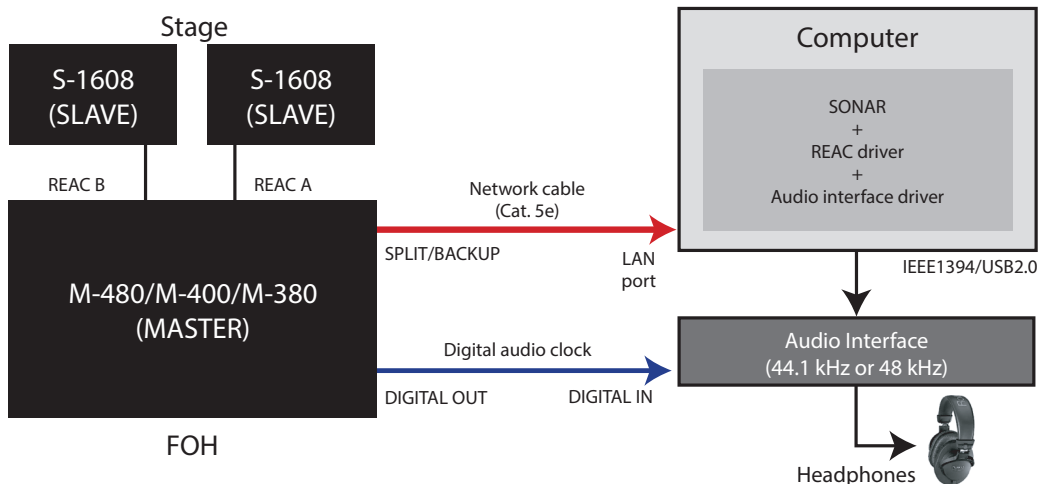 Stage
S-1608
(SLAVE)
S-1608
(SLAVE)
REAC B
REAC A
M-480/M-400/M-380
(MASTER)
FOH
Network cable
(Cat. 5e)
SPLIT/BACKUP
LAN
port
Digital audio clock
DIGITAL OUT
DIGITAL IN
Computer
SONAR
+
REAC driver
+
Audio interface driver
IEEE1394/USB2.0
Audio Interface
(44.1 kHz or 48 kHz)
Headphones